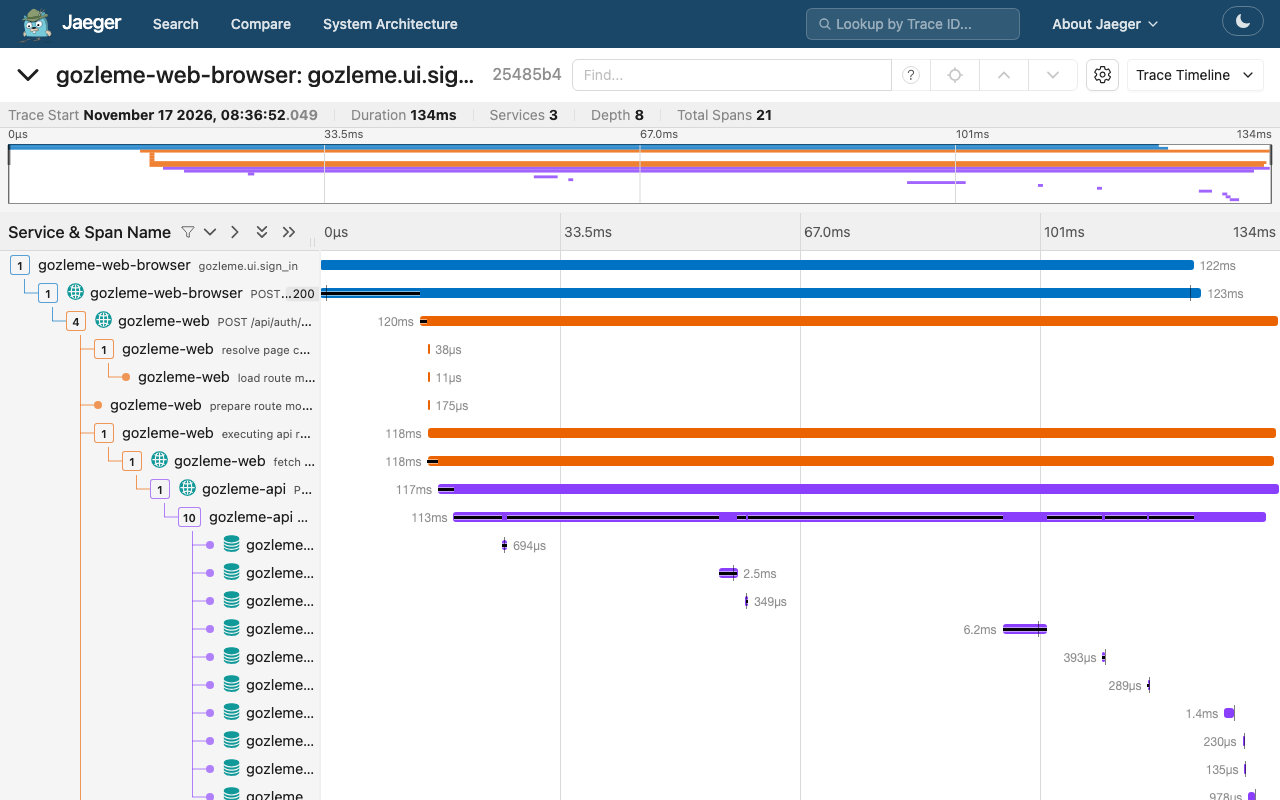 Jaeger Search Compare System Architecture Lookup by Trace ID... About Jaeger
gozleme-web-browser: gozleme.ui.sig... 25485b4 Find... ? Trace Timeline
Trace Start November 17 2026, 08:36:52.049 Duration 134ms Services 3 Depth 8 Total Spans 21
0μs 33.5ms 67.0ms 101ms 134ms
Service & Span Name 0μs 33.5ms 67.0ms 101ms 134ms
1 gozleme-web-browser gozleme.ui.sign_in 122ms
1 gozleme-web-browser POST...200 123ms
4 gozleme-web POST /api/auth/... 120ms
1 gozleme-web resolve page c... 38μs
gozleme-web load route m... 11μs
gozleme-web prepare route mo... 175μs
1 gozleme-web executing api r... 118ms
1 gozleme-web fetch ... 118ms
1 gozleme-api P... 117ms
10 gozleme-api ... 113ms
gozleme... 694μs
gozleme... 2.5ms
gozleme... 349μs
gozleme... 6.2ms
gozleme... 393μs
gozleme... 289μs
gozleme... 1.4ms
gozleme... 230μs
gozleme... 135μs
gozleme... 978μs